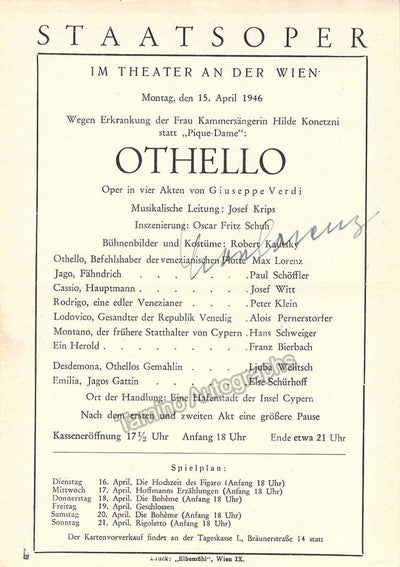 STAATSOPER
IM THEATER AN DER WIEN
Montag, den 15. April 1946
Wegen Erkrankung der Frau Kammersängerin Hilde Konetzni
statt „Pique-Dame":
OTHELLO
Oper in vier Akten von Giuseppe Verdi
Musikalische Leitung: Josef Krips
Inszenierung: Oscar Fritz Schuh
Bühnenbilder und Kostüme: Robert Kautsky
Max Lorenz
Othello, Befehlshaber der venezianischen Flotte Max Lorenz
Jago, Fähndrich . . . . . . . Paul Schöffler
Cassio, Hauptmann . . . . . . . Josef Witt
Rodrigo, eine edler Venezianer . . . . Peter Klein
Lodovico, Gesandter der Republik Venedig . Alois Pernerstorfer
Montano, der frühere Statthalter von Cypern . Hans Schweiger
Ein Herold . . . . . . . . Franz Bierbach
Desdemona, Othellos Gemahlin . . . . Ljuba Welitsch
Emilia, Jagos Gattin . . . . . . Else Schürhoff
Ort der Handlung: Eine Hafenstadt der Insel Cypern
Nach dem ersten und zweiten Akt eine größere Pause
Kasseneröffnung 17½ Uhr Anfang 18 Uhr Ende etwa 21 Uhr
Tamino Autographs
Spielplan:
Dienstag 16. April. Die Hochzeit des Figaro (Anfang 18 Uhr)
Mittwoch 17. April. Hoffmanns Erzählungen (Anfang 18 Uhr)
Donnerstag 18. April. Die Bohème (Anfang 18 Uhr)
Freitag 19. April. Geschlossen
Samstag 20. April. Die Bohème (Anfang 18 Uhr)
Sonntag 21. April. Rigoletto (Anfang 18 Uhr)
Der Kartenvorverkauf findet an der Tageskasse I., Bräunerstraße 14 statt
Druck: „Elbemühl", Wien IX.